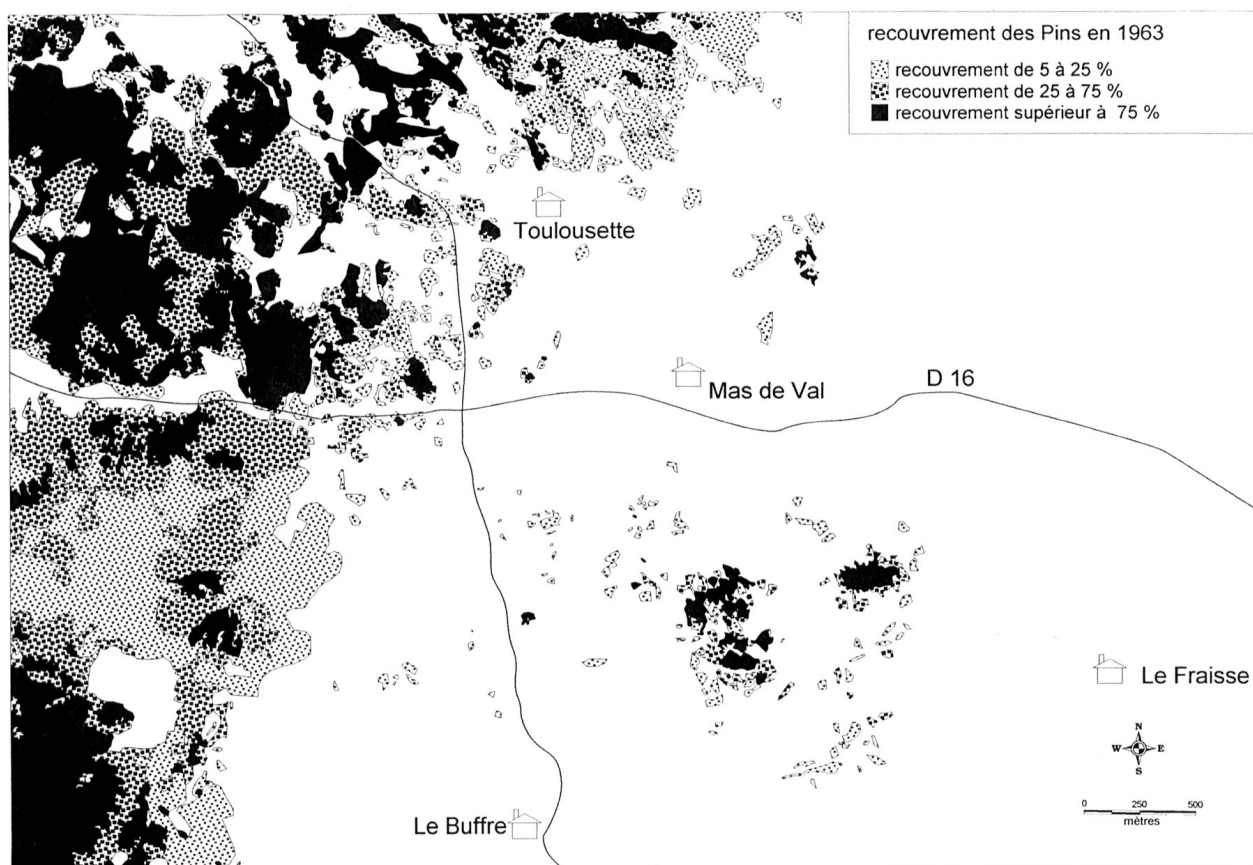 recouvrement des Pins en 1963
recouvrement de 5 à 25 %
recouvrement de 25 à 75 %
recouvrement supérieur à 75 %
Toulousette
Mas de Val
D 16
Le Fraisse
N
W E
S
0 250 500
mètres
Le Buffre